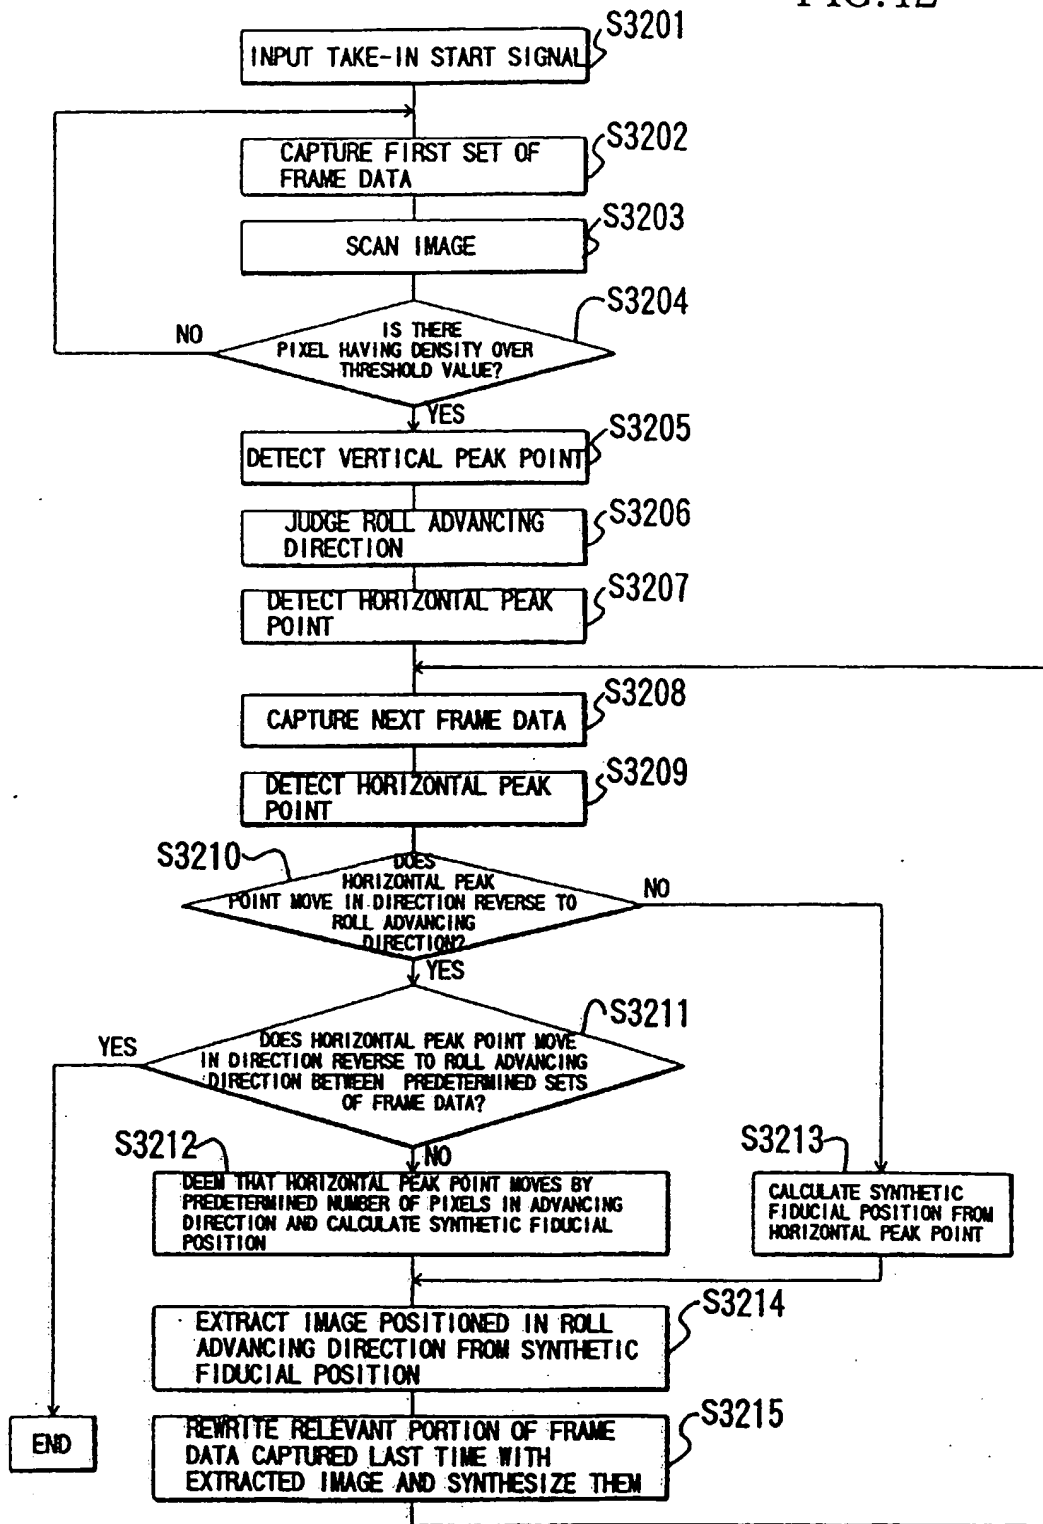 FIG.12
S3201
INPUT TAKE-IN START SIGNAL
S3202
CAPTURE FIRST SET OF
FRAME DATA
S3203
SCAN IMAGE
S3204
NO
IS THERE
PIXEL HAVING DENSITY OVER
THRESHOLD VALUE?
YES
S3205
DETECT VERTICAL PEAK POINT
S3206
JUDGE ROLL ADVANCING
DIRECTION
S3207
DETECT HORIZONTAL PEAK
POINT
S3208
CAPTURE NEXT FRAME DATA
S3209
DETECT HORIZONTAL PEAK
POINT
S3210
DOES
HORIZONTAL PEAK
POINT MOVE IN DIRECTION REVERSE TO
ROLL ADVANCING
DIRECTION?
NO
YES
S3211
YES
DOES HORIZONTAL PEAK POINT MOVE
IN DIRECTION REVERSE TO ROLL ADVANCING
DIRECTION BETWEEN PREDETERMINED SETS
OF FRAME DATA?
NO
S3212
DEEM THAT HORIZONTAL PEAK POINT MOVES BY
PREDETERMINED NUMBER OF PIXELS IN ADVANCING
DIRECTION AND CALCULATE SYNTHETIC FIDUCIAL
POSITION
S3213
CALCULATE SYNTHETIC
FIDUCIAL POSITION FROM
HORIZONTAL PEAK POINT
S3214
EXTRACT IMAGE POSITIONED IN ROLL
ADVANCING DIRECTION FROM SYNTHETIC
FIDUCIAL POSITION
S3215
REWRITE RELEVANT PORTION OF FRAME
DATA CAPTURED LAST TIME WITH
EXTRACTED IMAGE AND SYNTHESIZE THEM
END